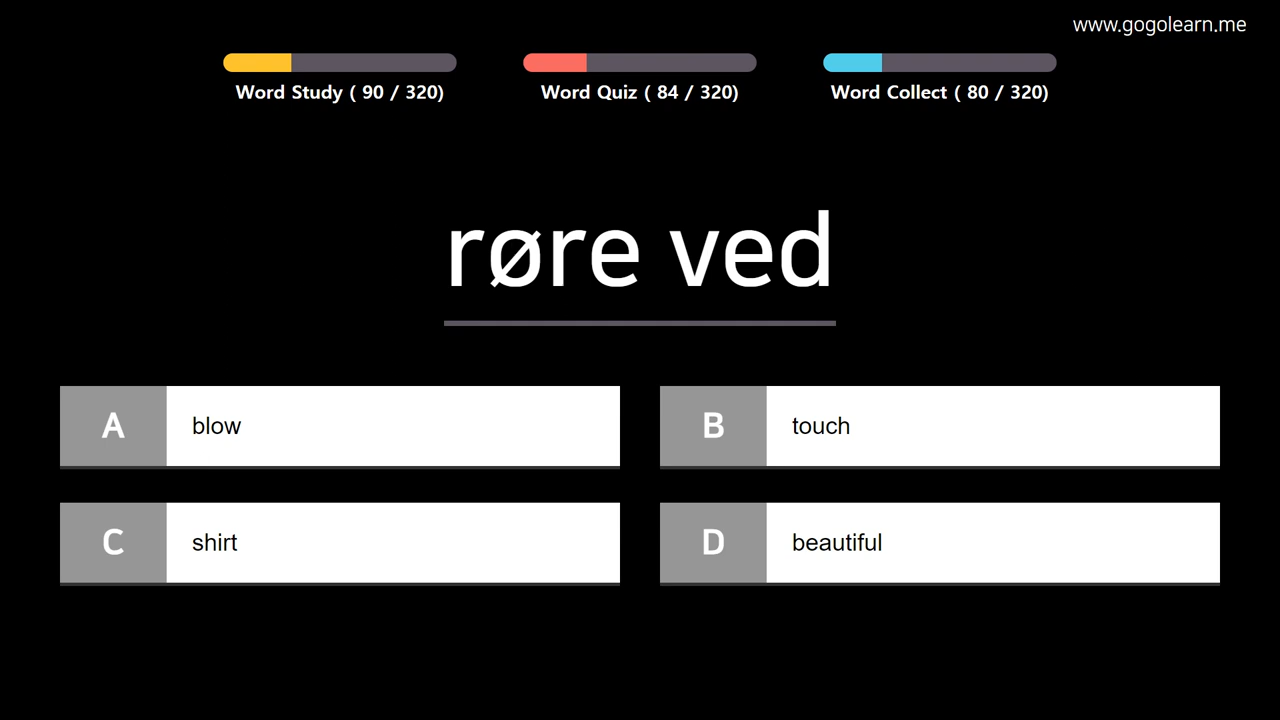 www.gogolearn.me
Word Study ( 90 / 320)
Word Quiz ( 84 / 320)
Word Collect ( 80 / 320)
røre ved
A blow
B touch
C shirt
D beautiful